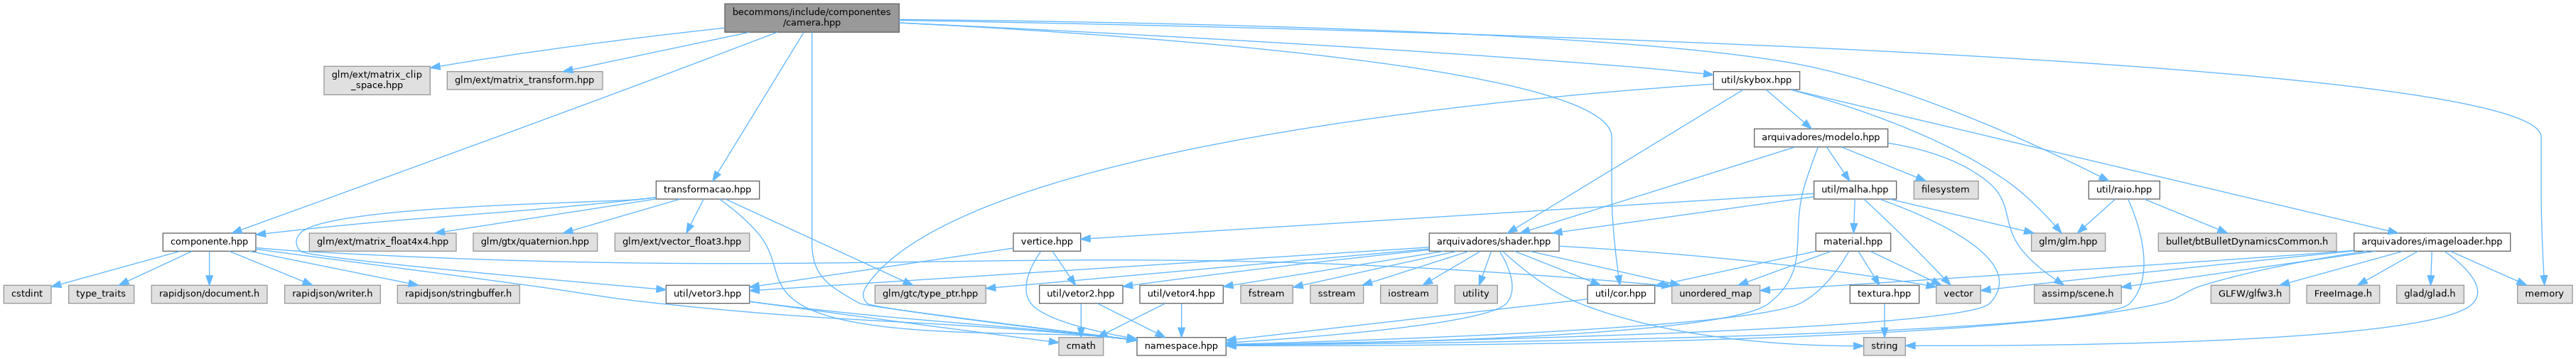 becommons/include/componentes
/camera.hpp
glm/ext/matrix_clip
_space.hpp
glm/ext/matrix_transform.hpp
util/skybox.hpp
arquivadores/modelo.hpp
transformacao.hpp
util/malha.hpp
filesystem
util/raio.hpp
componente.hpp
glm/ext/matrix_float4x4.hpp
glm/gtx/quaternion.hpp
glm/ext/vector_float3.hpp
vertice.hpp
arquivadores/shader.hpp
material.hpp
glm/glm.hpp
bullet/btBulletDynamicsCommon.h
arquivadores/imageloader.hpp
cstdint
type_traits
rapidjson/document.h
rapidjson/writer.h
rapidjson/stringbuffer.h
util/vetor3.hpp
glm/gtc/type_ptr.hpp
util/vetor2.hpp
util/vetor4.hpp
fstream
sstream
iostream
utility
util/cor.hpp
unordered_map
textura.hpp
vector
assimp/scene.h
GLFW/glfw3.h
FreeImage.h
glad/glad.h
memory
cmath
namespace.hpp
string